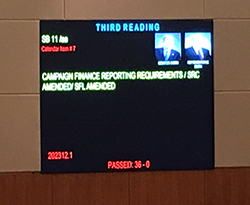 THIRD READING
SB 11 /aa
Calendar Item # 7
CAMPAIGN FINANCE REPORTING REQUIREMENTS / SRC
AMENDED/ SFL AMENDED
202312.1
PASSED: 36 - 0